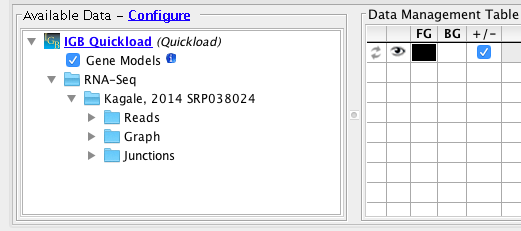 Available Data – Configure
IGB Quickload (Quickload)
Gene Models i
RNA-Seq
Kagale, 2014 SRP038024
Reads
Graph
Junctions
Data Management Table
FG BG +/-